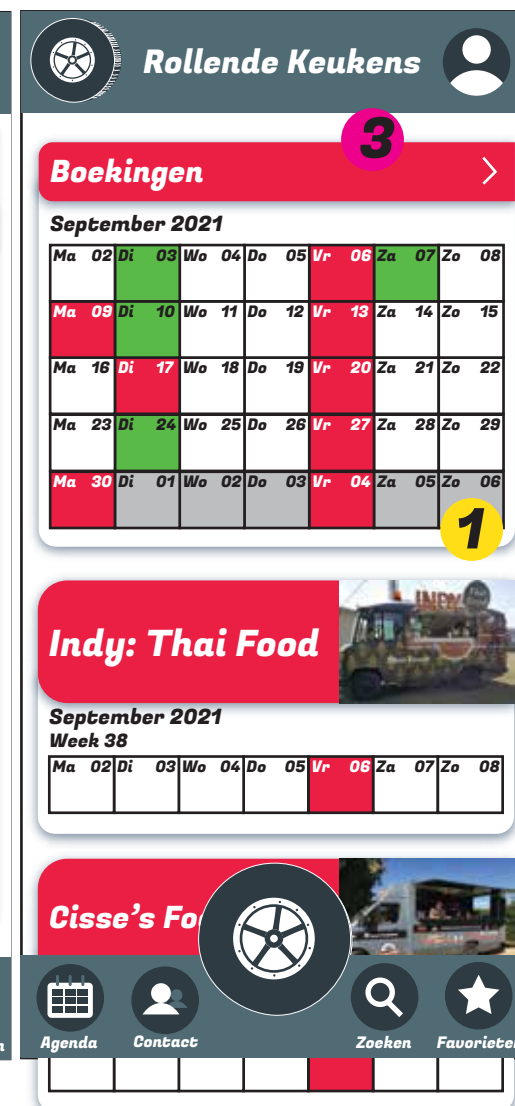 Rollende Keukens
3
Boekingen
September 2021
Ma 02 Di 03 Wo 04 Do 05 Vr 06 Za 07 Zo 08
Ma 09 Di 10 Wo 11 Do 12 Vr 13 Za 14 Zo 15
Ma 16 Di 17 Wo 18 Do 19 Vr 20 Za 21 Zo 22
Ma 23 Di 24 Wo 25 Do 26 Vr 27 Za 28 Zo 29
Ma 30 Di 01 Wo 02 Do 03 Vr 04 Za 05 Zo 06
1
Indy: Thai Food
INDY
September 2021
Week 38
Ma 02 Di 03 Wo 04 Do 05 Vr 06 Za 07 Zo 08
Cisse's Fo
Agenda Contact Zoeken Favorieten